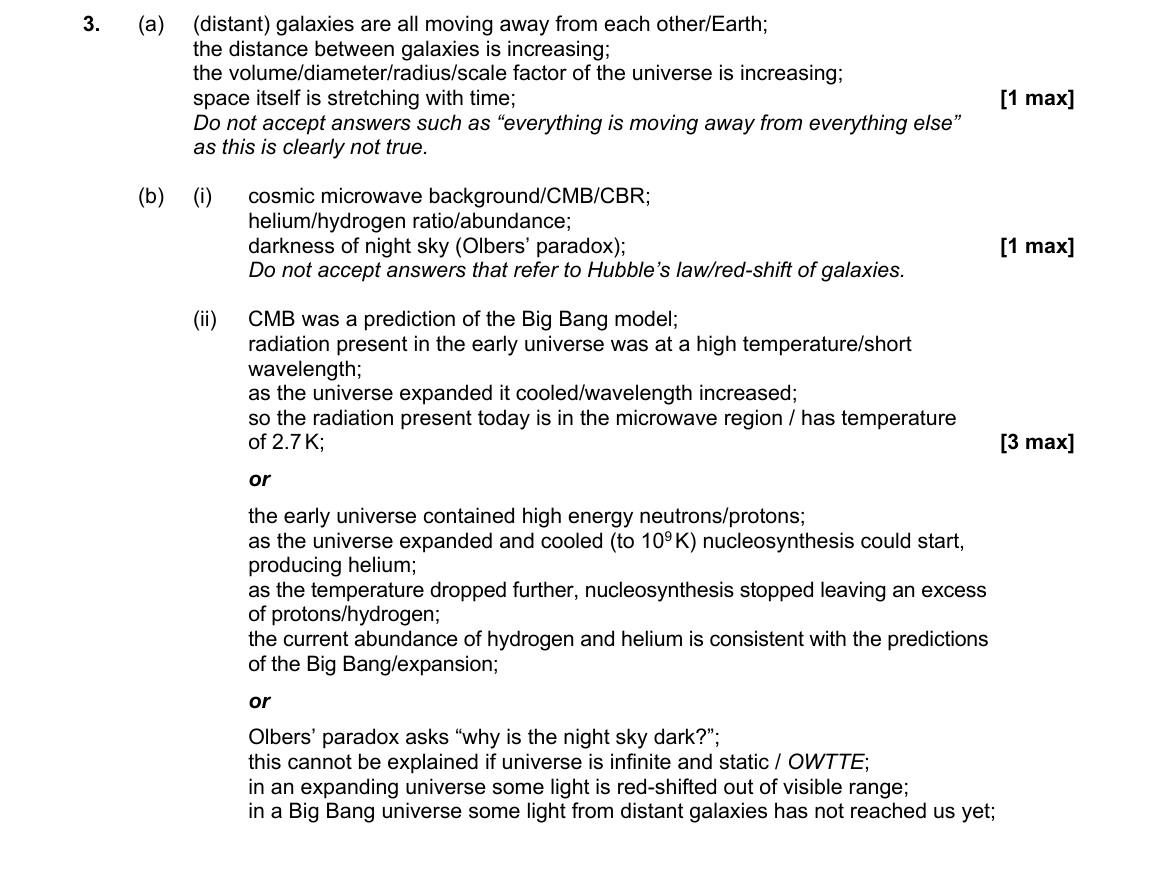 3. (a) (distant) galaxies are all moving away from each other/Earth;
the distance between galaxies is increasing;
the volume/diameter/radius/scale factor of the universe is increasing;
space itself is stretching with time; [1 max]
Do not accept answers such as “everything is moving away from everything else”
as this is clearly not true.
(b) (i) cosmic microwave background/CMB/CBR;
helium/hydrogen ratio/abundance;
darkness of night sky (Olbers’ paradox); [1 max]
Do not accept answers that refer to Hubble’s law/red-shift of galaxies.
(ii) CMB was a prediction of the Big Bang model;
radiation present in the early universe was at a high temperature/short
wavelength;
as the universe expanded it cooled/wavelength increased;
so the radiation present today is in the microwave region / has temperature
of 2.7 K; [3 max]
or
the early universe contained high energy neutrons/protons;
as the universe expanded and cooled (to 10⁹ K) nucleosynthesis could start,
producing helium;
as the temperature dropped further, nucleosynthesis stopped leaving an excess
of protons/hydrogen;
the current abundance of hydrogen and helium is consistent with the predictions
of the Big Bang/expansion;
or
Olbers’ paradox asks “why is the night sky dark?”;
this cannot be explained if universe is infinite and static / OWTTE;
in an expanding universe some light is red-shifted out of visible range;
in a Big Bang universe some light from distant galaxies has not reached us yet;